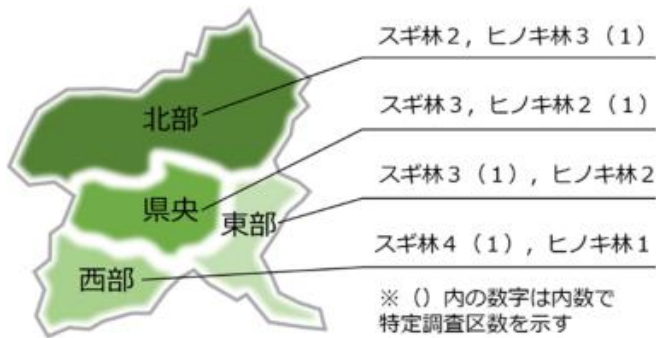 スギ林２，ヒノキ林３（１）
北部
スギ林３，ヒノキ林２（１）
県央
スギ林３（１），ヒノキ林２
東部
スギ林４（１），ヒノキ林１
西部
※（）内の数字は内数で
特定調査区数を示す